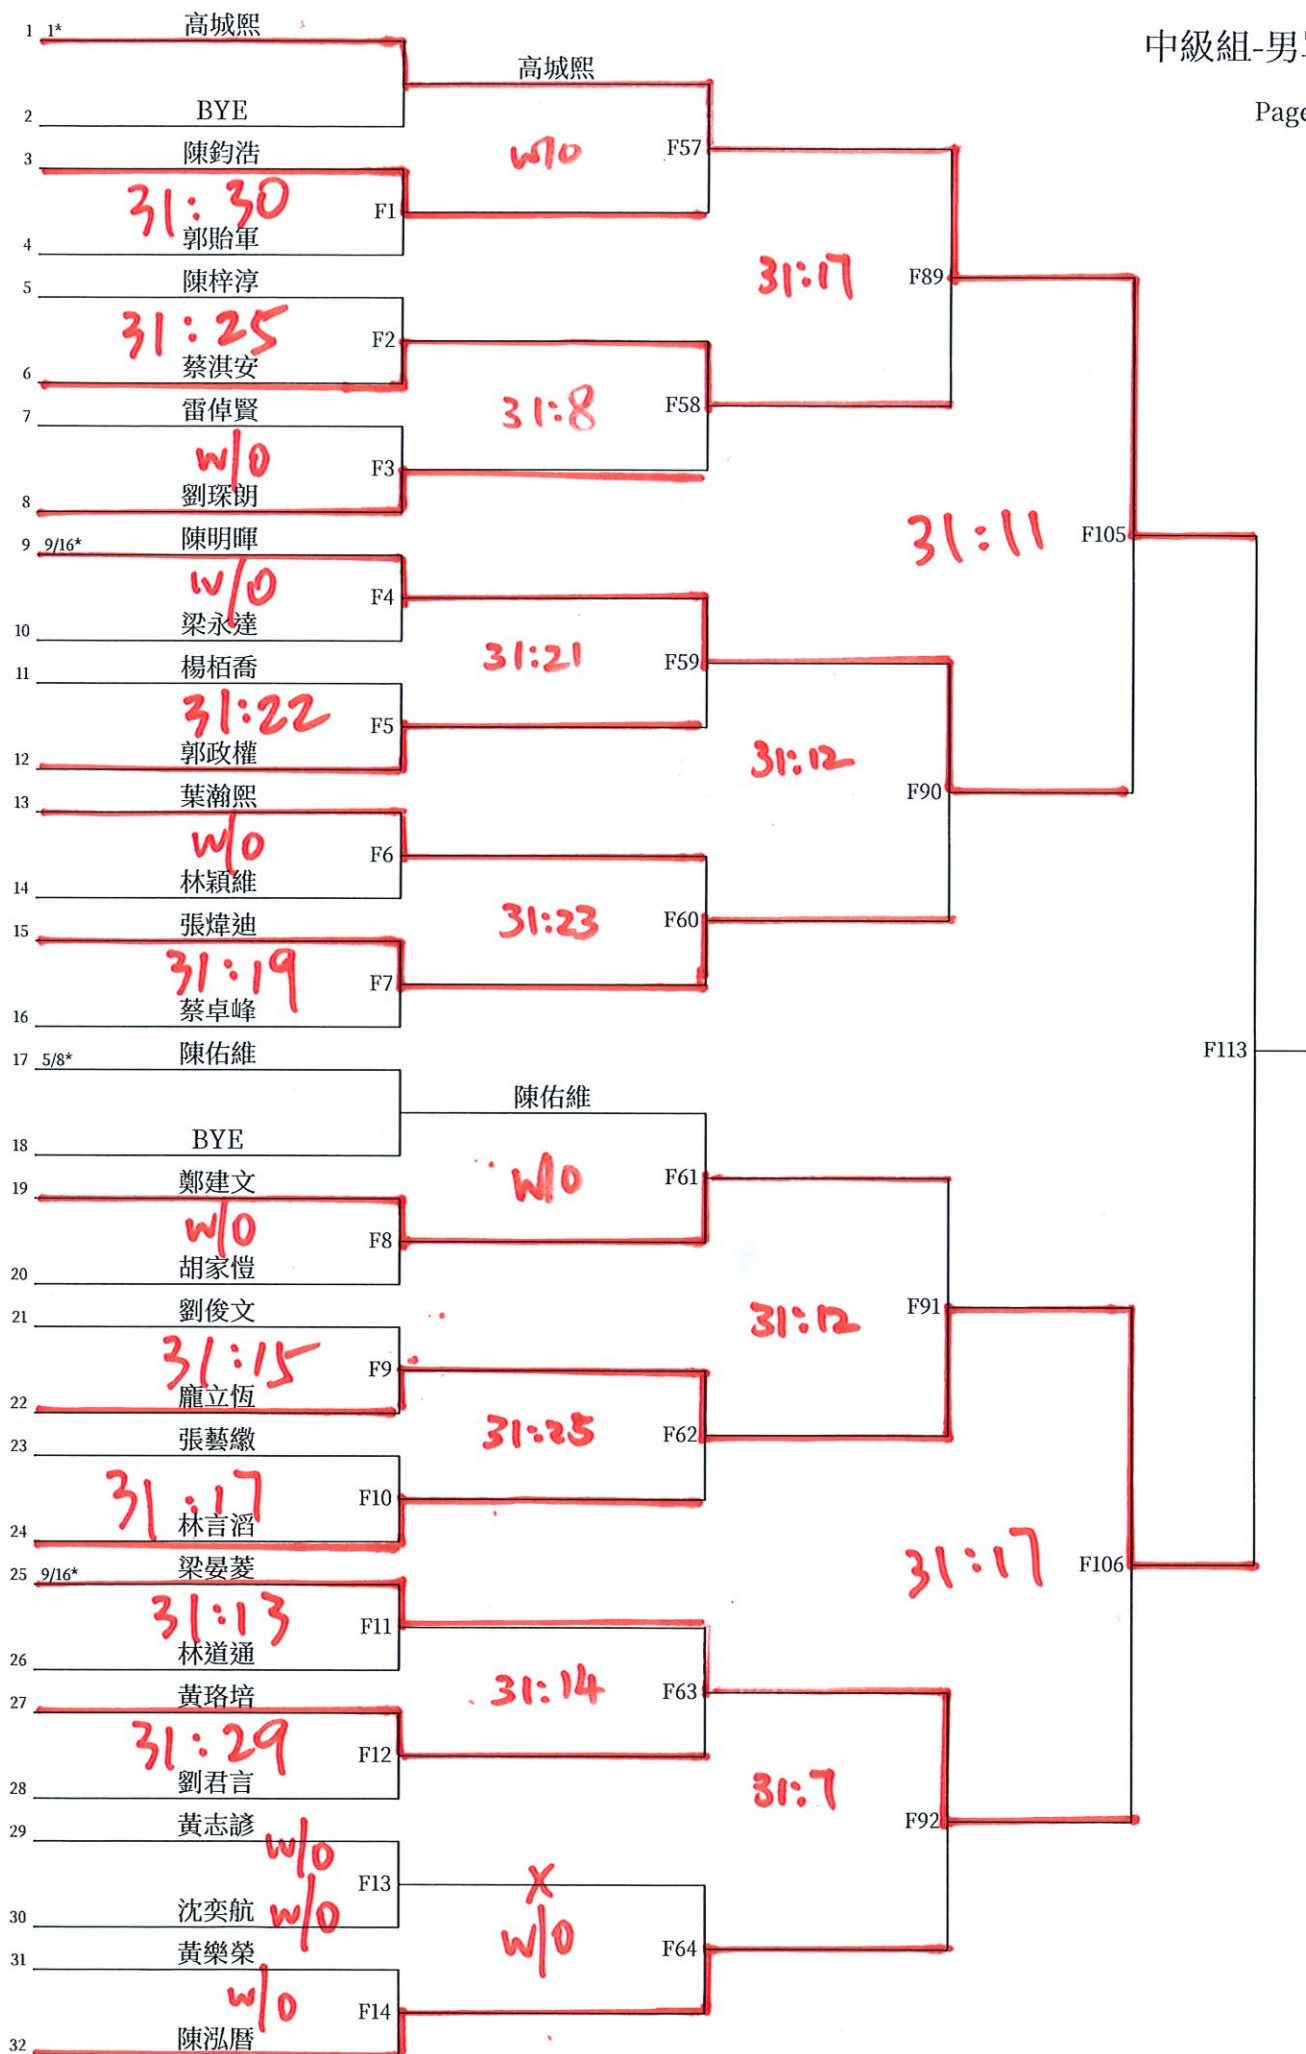 1 1* 高城熙
中級組-男
高城熙
2 BYE
Page
3 陳鈞浩
w/o F57
31:30 F1
4 郭貽軍
5 陳梓淳
31:17 F89
31:25 F2
6 蔡淇安
7 雷倬賢
31:8 F58
w/o F3
8 劉琛朗
9 9/16* 陳明暉
31:11 F105
w/o F4
10 梁永達
11 楊栢喬
31:21 F59
31:22 F5
12 郭政權
31:12 F90
13 葉瀚熙
w/o F6
14 林穎維
15 張煒迪
31:23 F60
31:19 F7
16 蔡卓峰
17 5/8* 陳佑維
F113
陳佑維
18 BYE
19 鄭建文
w/o F61
w/o F8
20 胡家愷
21 劉俊文
31:12 F91
31:15 F9
22 龐立恆
23 張藝繳
31:25 F62
31:17 F10
24 林言滔
25 9/16* 梁晏菱
31:17 F106
31:13 F11
26 林道通
27 黃珞培
31:14 F63
31:29 F12
28 劉君言
31:7 F92
29 黃志諺 w/o
F13 X
30 沈奕航 w/o
31 黃樂榮
w/o F64
w/o F14
32 陳泓曆